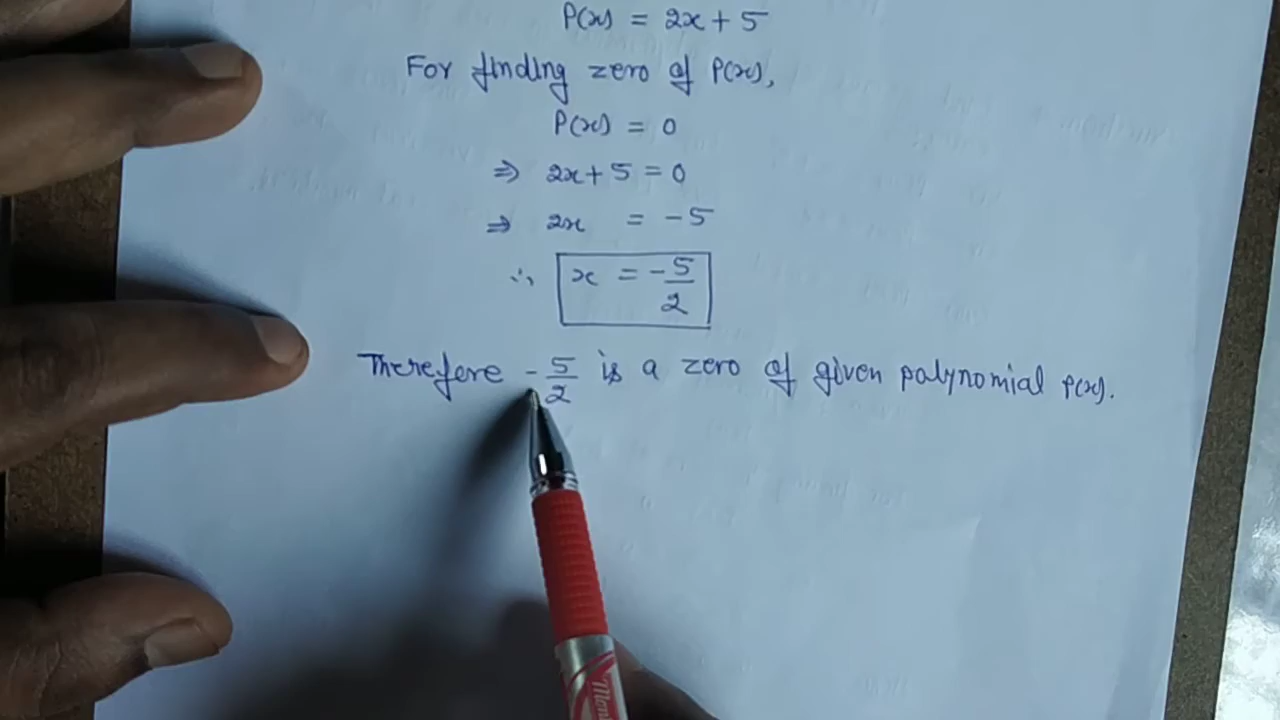 P(x) = 2x + 5
For finding zero of P(x),
P(x) = 0
⇒ 2x + 5 = 0
⇒ 2x = -5
∴ x = -5/2
Therefore -5/2 is a zero of given polynomial P(x).